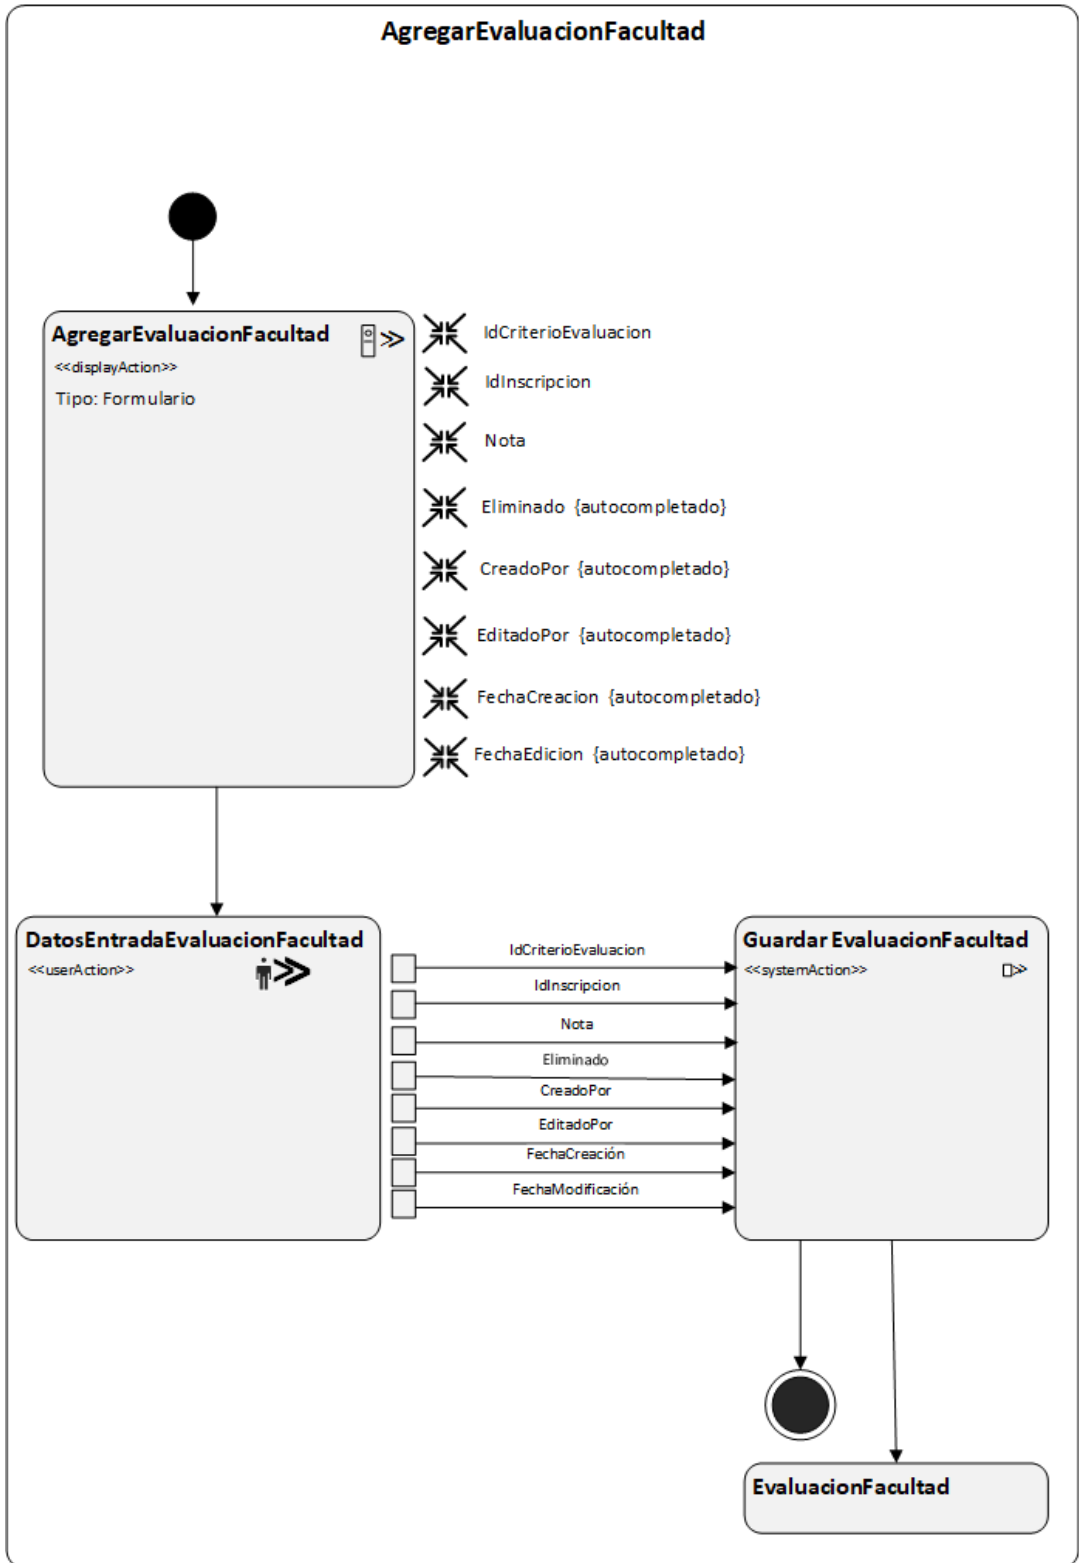 AgregarEvaluacionFacultad
AgregarEvaluacionFacultad
<<displayAction>>
Tipo: Formulario
IdCriterioEvaluacion
IdInscripcion
Nota
Eliminado {autocompletado}
CreadoPor {autocompletado}
EditadoPor {autocompletado}
FechaCreacion {autocompletado}
FechaEdicion {autocompletado}
DatosEntradaEvaluacionFacultad
<<userAction>>
IdCriterioEvaluacion
IdInscripcion
Nota
Eliminado
CreadoPor
EditadoPor
FechaCreación
FechaModificación
Guardar EvaluacionFacultad
<<systemAction>>
EvaluacionFacultad